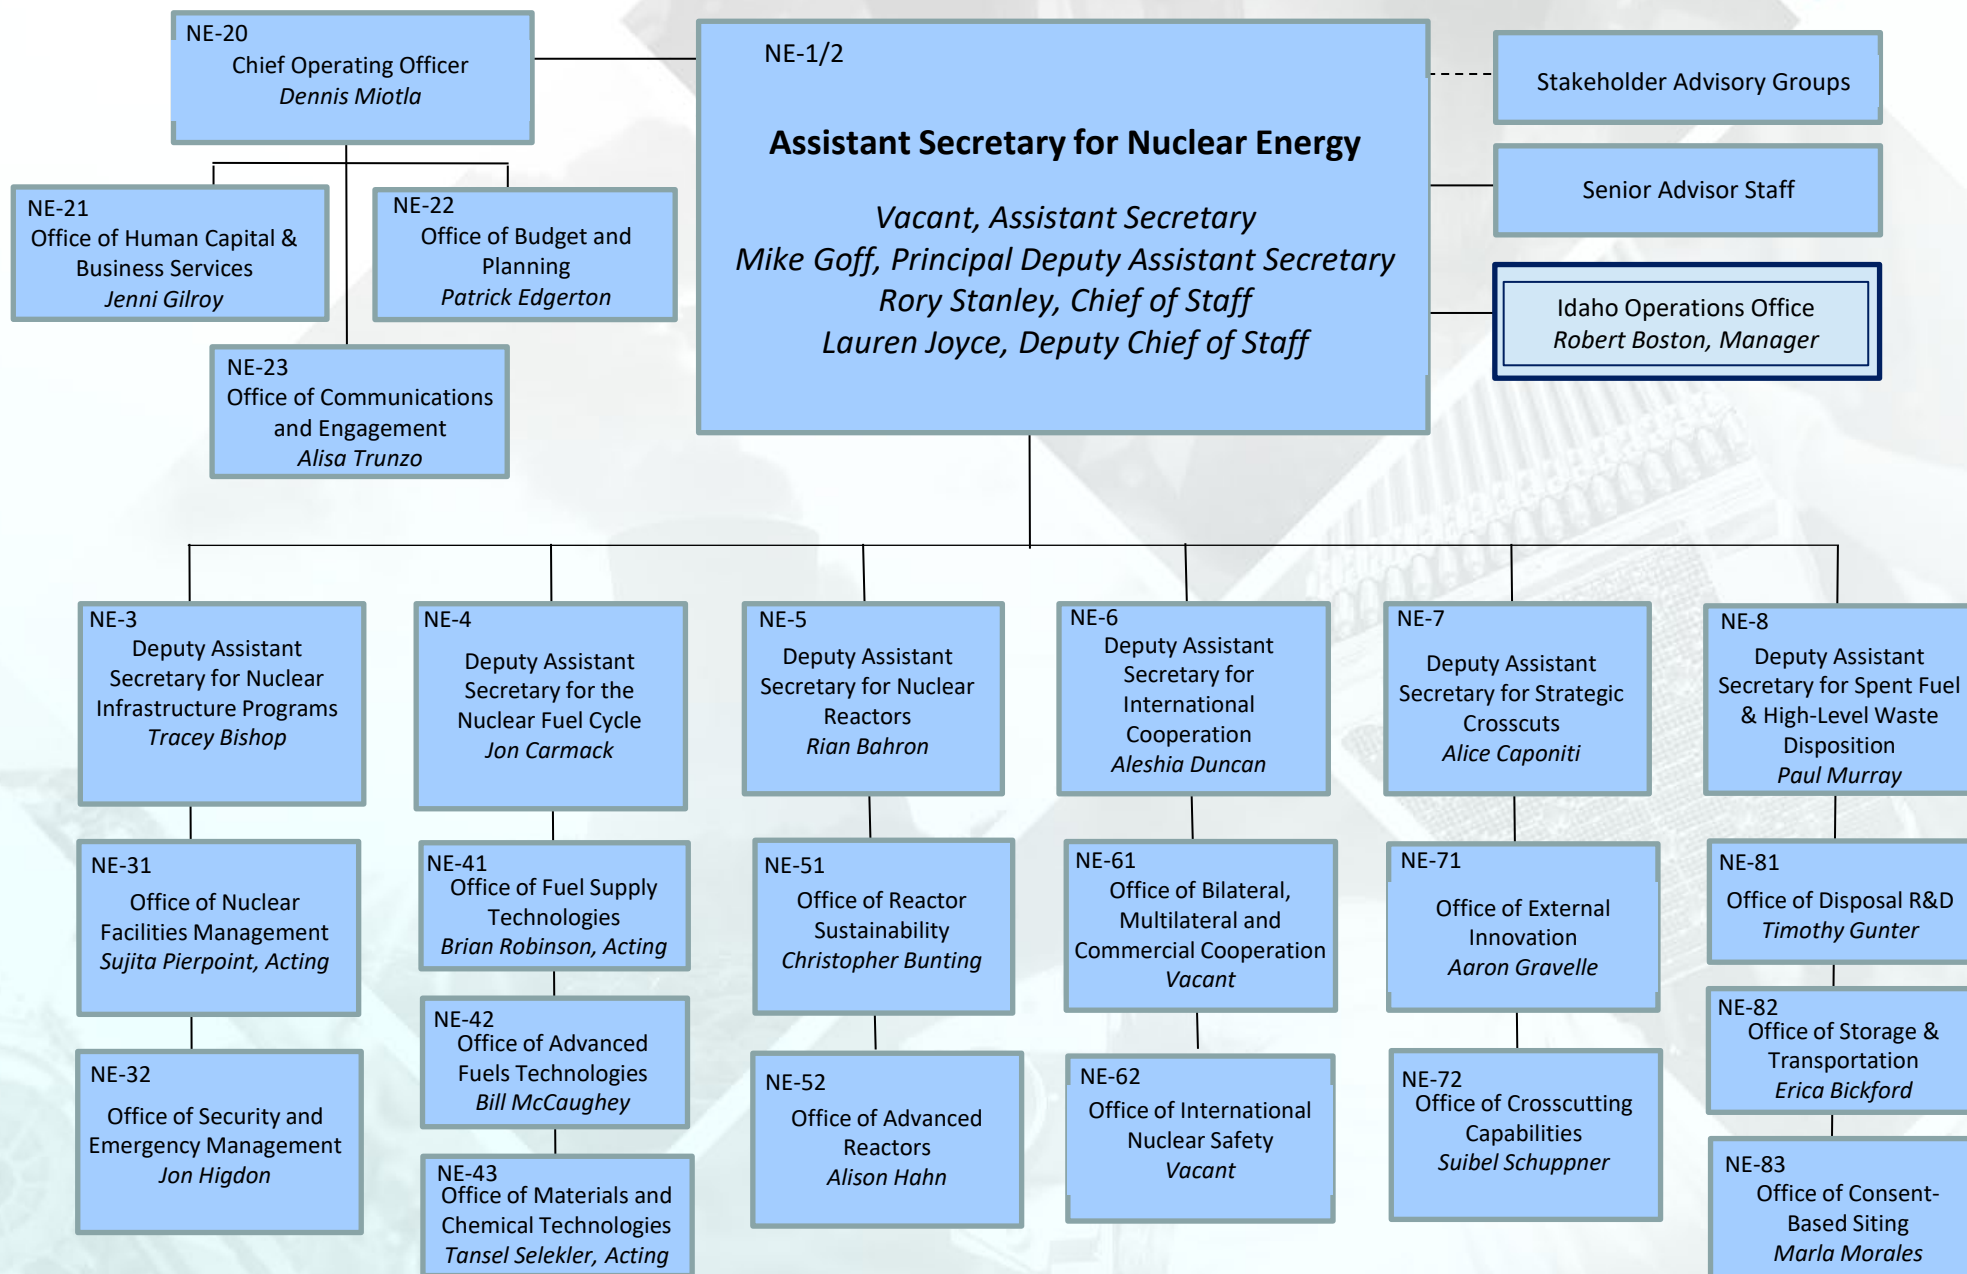 NE-20
Chief Operating Officer
Dennis Miotla
NE-21
Office of Human Capital &
Business Services
Jenni Gilroy
NE-22
Office of Budget and
Planning
Patrick Edgerton
NE-23
Office of Communications
and Engagement
Alisa Trunzo
NE-1/2
Assistant Secretary for Nuclear Energy
Vacant, Assistant Secretary
Mike Goff, Principal Deputy Assistant Secretary
Rory Stanley, Chief of Staff
Lauren Joyce, Deputy Chief of Staff
Stakeholder Advisory Groups
Senior Advisor Staff
Idaho Operations Office
Robert Boston, Manager
NE-3
Deputy Assistant
Secretary for Nuclear
Infrastructure Programs
Tracey Bishop
NE-31
Office of Nuclear
Facilities Management
Sujita Pierpoint, Acting
NE-32
Office of Security and
Emergency Management
Jon Higdon
NE-4
Deputy Assistant
Secretary for the
Nuclear Fuel Cycle
Jon Carmack
NE-41
Office of Fuel Supply
Technologies
Brian Robinson, Acting
NE-42
Office of Advanced
Fuels Technologies
Bill McCaughey
NE-43
Office of Materials and
Chemical Technologies
Tansel Selekler, Acting
NE-5
Deputy Assistant
Secretary for Nuclear
Reactors
Rian Bahron
NE-51
Office of Reactor
Sustainability
Christopher Bunting
NE-52
Office of Advanced
Reactors
Alison Hahn
NE-6
Deputy Assistant
Secretary for
International
Cooperation
Aleshia Duncan
NE-61
Office of Bilateral,
Multilateral and
Commercial Cooperation
Vacant
NE-62
Office of International
Nuclear Safety
Vacant
NE-7
Deputy Assistant
Secretary for Strategic
Crosscuts
Alice Caponiti
NE-71
Office of External
Innovation
Aaron Gravelle
NE-72
Office of Crosscutting
Capabilities
Suibel Schuppner
NE-8
Deputy Assistant
Secretary for Spent Fuel
& High-Level Waste
Disposition
Paul Murray
NE-81
Office of Disposal R&D
Timothy Gunter
NE-82
Office of Storage &
Transportation
Erica Bickford
NE-83
Office of Consent-
Based Siting
Marla Morales